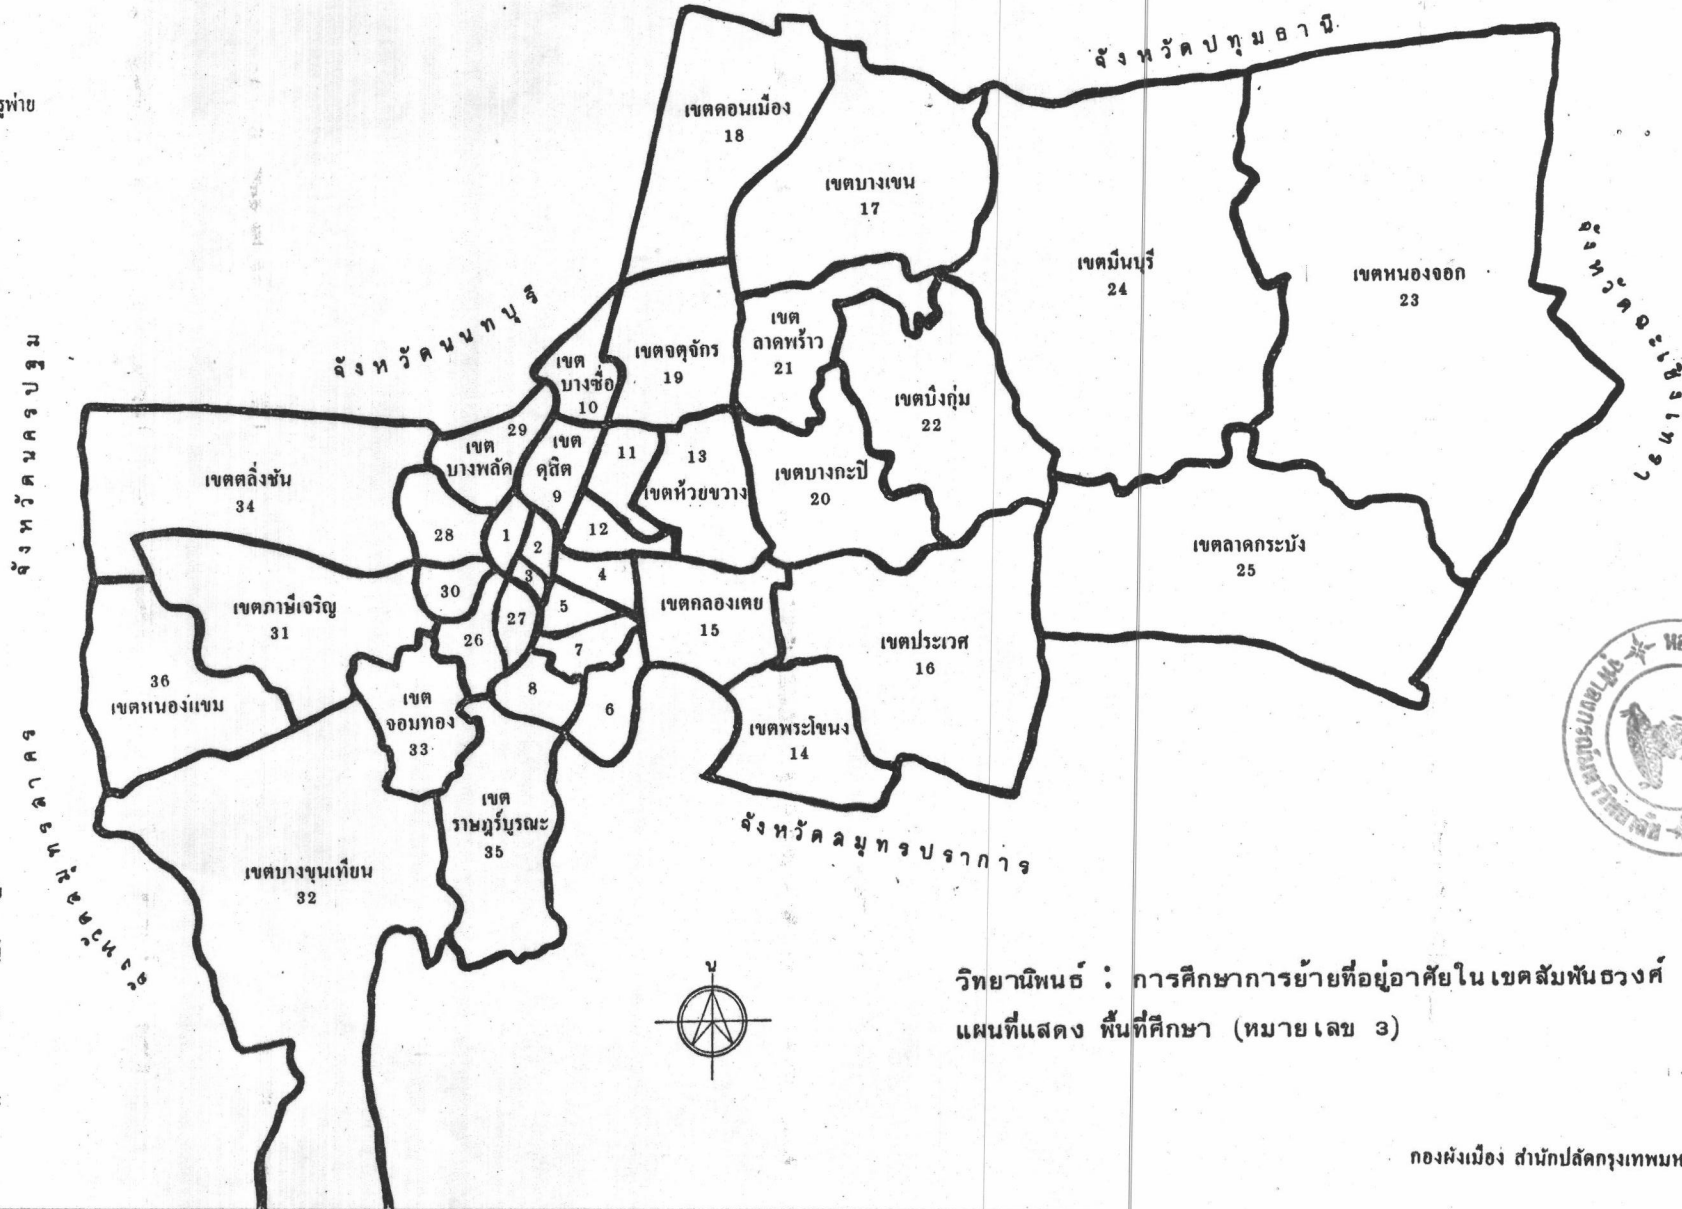 จังหวัดปทุมธานี
เขตดอนเมือง
18
เขตบางเขน
17
เขตมีนบุรี
24
เขตหนองจอก
23
จังหวัดฉะเชิงเทรา
จังหวัดนนทบุรี
จังหวัดนครปฐม
เขต
บางซื่อ
10
เขตจตุจักร
19
เขต
ลาดพร้าว
21
เขตบึงกุ่ม
22
29
เขต
บางพลัด
เขต
ดุสิต
9
11
13
เขตห้วยขวาง
เขตบางกะปิ
20
เขตตลิ่งชัน
34
28
1
2
12
เขตลาดกระบัง
25
3
4
30
5
27
26
7
8
6
เขตภาษีเจริญ
31
เขตคลองเตย
15
เขตประเวศ
16
36
เขตหนองแขม
เขต
จอมทอง
33
เขตพระโขนง
14
จังหวัดสมุทรสาคร
เขต
ราษฎร์บูรณะ
35
จังหวัดสมุทรปราการ
เขตบางขุนเทียน
32
น
วิทยานิพนธ์ : การศึกษาการย้ายที่อยู่อาศัยในเขตสัมพันธวงศ์
แผนที่แสดง พื้นที่ศึกษา (หมายเลข 3)
กองผังเมือง สำนักปลัดกรุงเทพมห